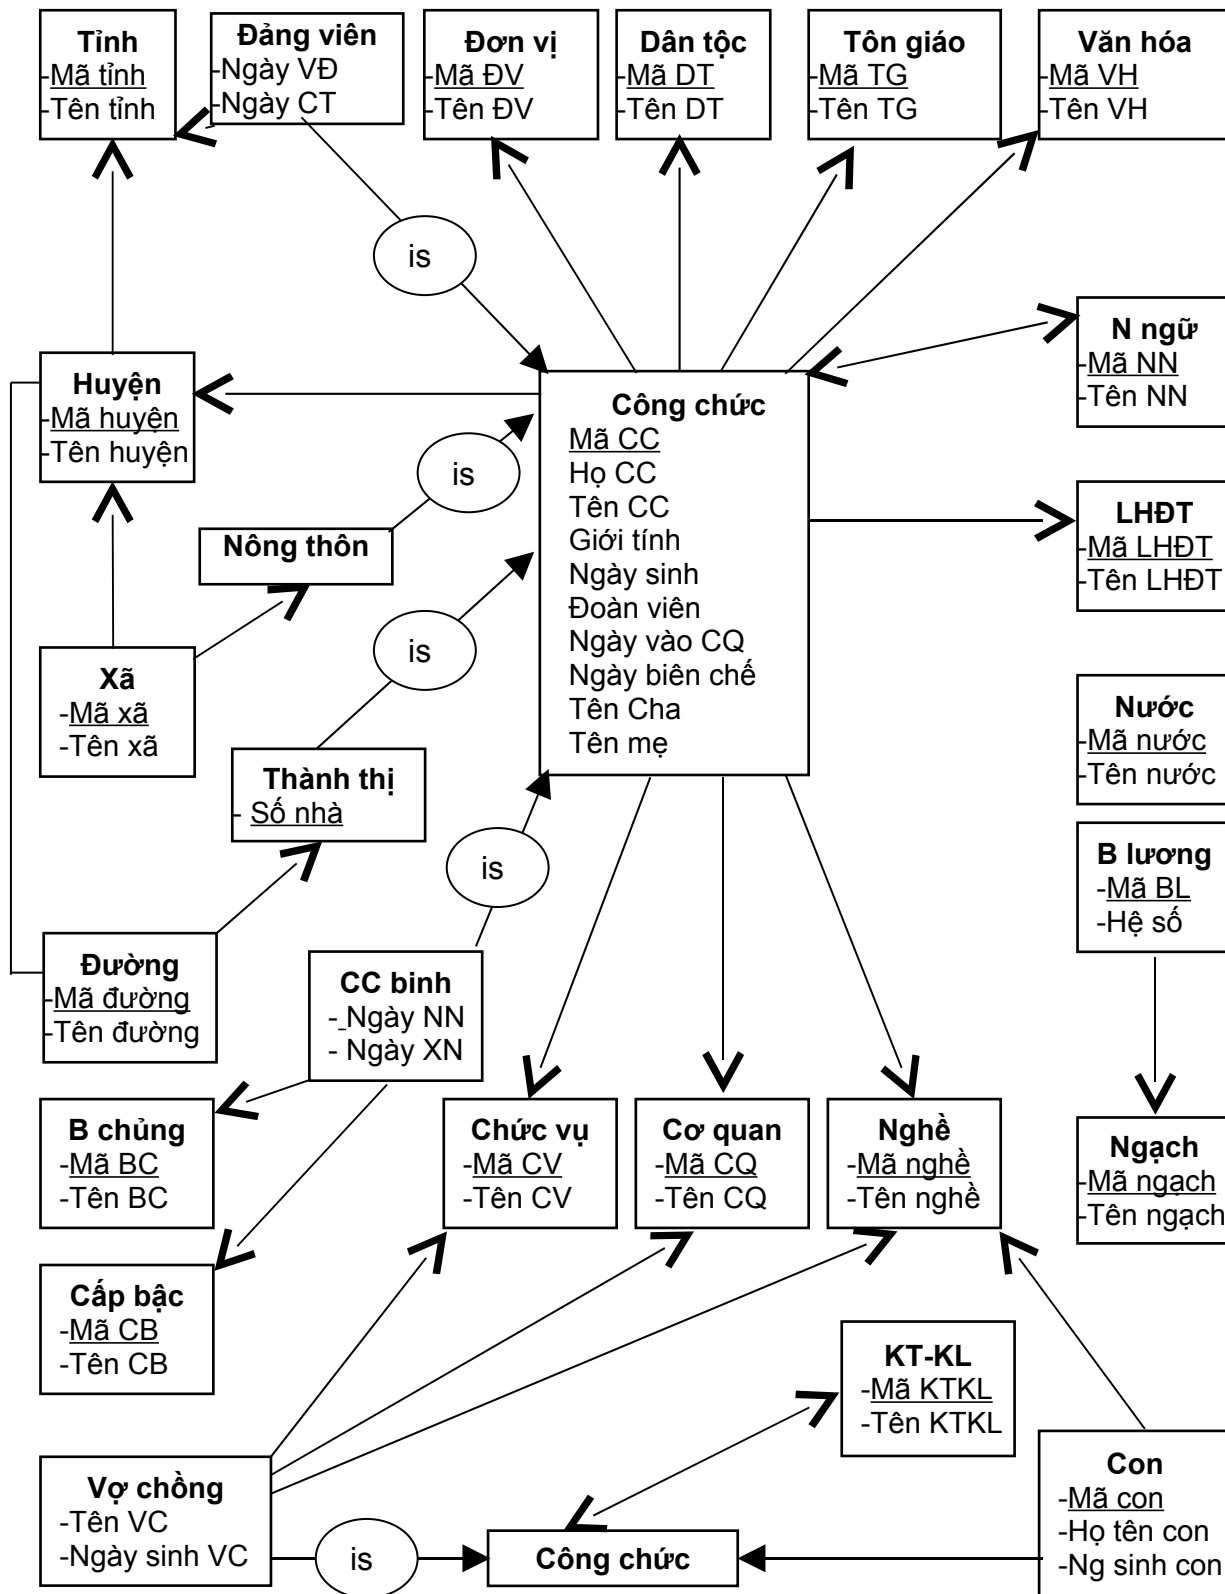 Tỉnh
-Mã tỉnh
-Tên tỉnh
Đảng viên
-Ngày VĐ
-Ngày CT
Đơn vị
-Mã ĐV
-Tên ĐV
Dân tộc
-Mã DT
-Tên DT
Tôn giáo
-Mã TG
-Tên TG
Văn hóa
-Mã VH
-Tên VH
is
N ngữ
-Mã NN
-Tên NN
Huyện
-Mã huyện
-Tên huyện
Công chức
Mã CC
Họ CC
Tên CC
Giới tính
Ngày sinh
Đoàn viên
Ngày vào CQ
Ngày biên chế
Tên Cha
Tên mẹ
is
LHĐT
-Mã LHĐT
-Tên LHĐT
Nông thôn
is
Xã
-Mã xã
-Tên xã
Nước
-Mã nước
-Tên nước
Thành thị
- Số nhà
is
B lương
-Mã BL
-Hệ số
Đường
-Mã đường
-Tên đường
CC binh
-_Ngày NN
- Ngày XN
B chủng
-Mã BC
-Tên BC
Chức vụ
-Mã CV
-Tên CV
Cơ quan
-Mã CQ
-Tên CQ
Nghề
-Mã nghề
-Tên nghề
Ngạch
-Mã ngạch
-Tên ngạch
Cấp bậc
-Mã CB
-Tên CB
KT-KL
-Mã KTKL
-Tên KTKL
Vợ chồng
-Tên VC
-Ngày sinh VC
is
Công chức
Con
-Mã con
-Họ tên con
-Ng sinh con